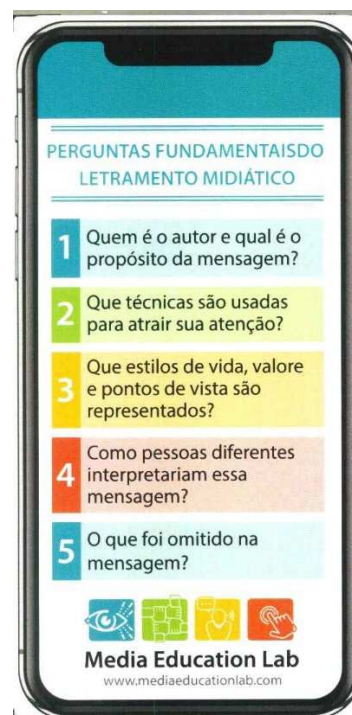 PERGUNTAS FUNDAMENTAISDO
LETRAMENTO MIDIÁTICO
1 Quem é o autor e qual é o
propósito da mensagem?
2 Que técnicas são usadas
para atrair sua atenção?
3 Que estilos de vida, valore
e pontos de vista são
representados?
4 Como pessoas diferentes
interpretariam essa
mensagem?
5 O que foi omitido na
mensagem?
Media Education Lab
www.mediaeducationlab.com